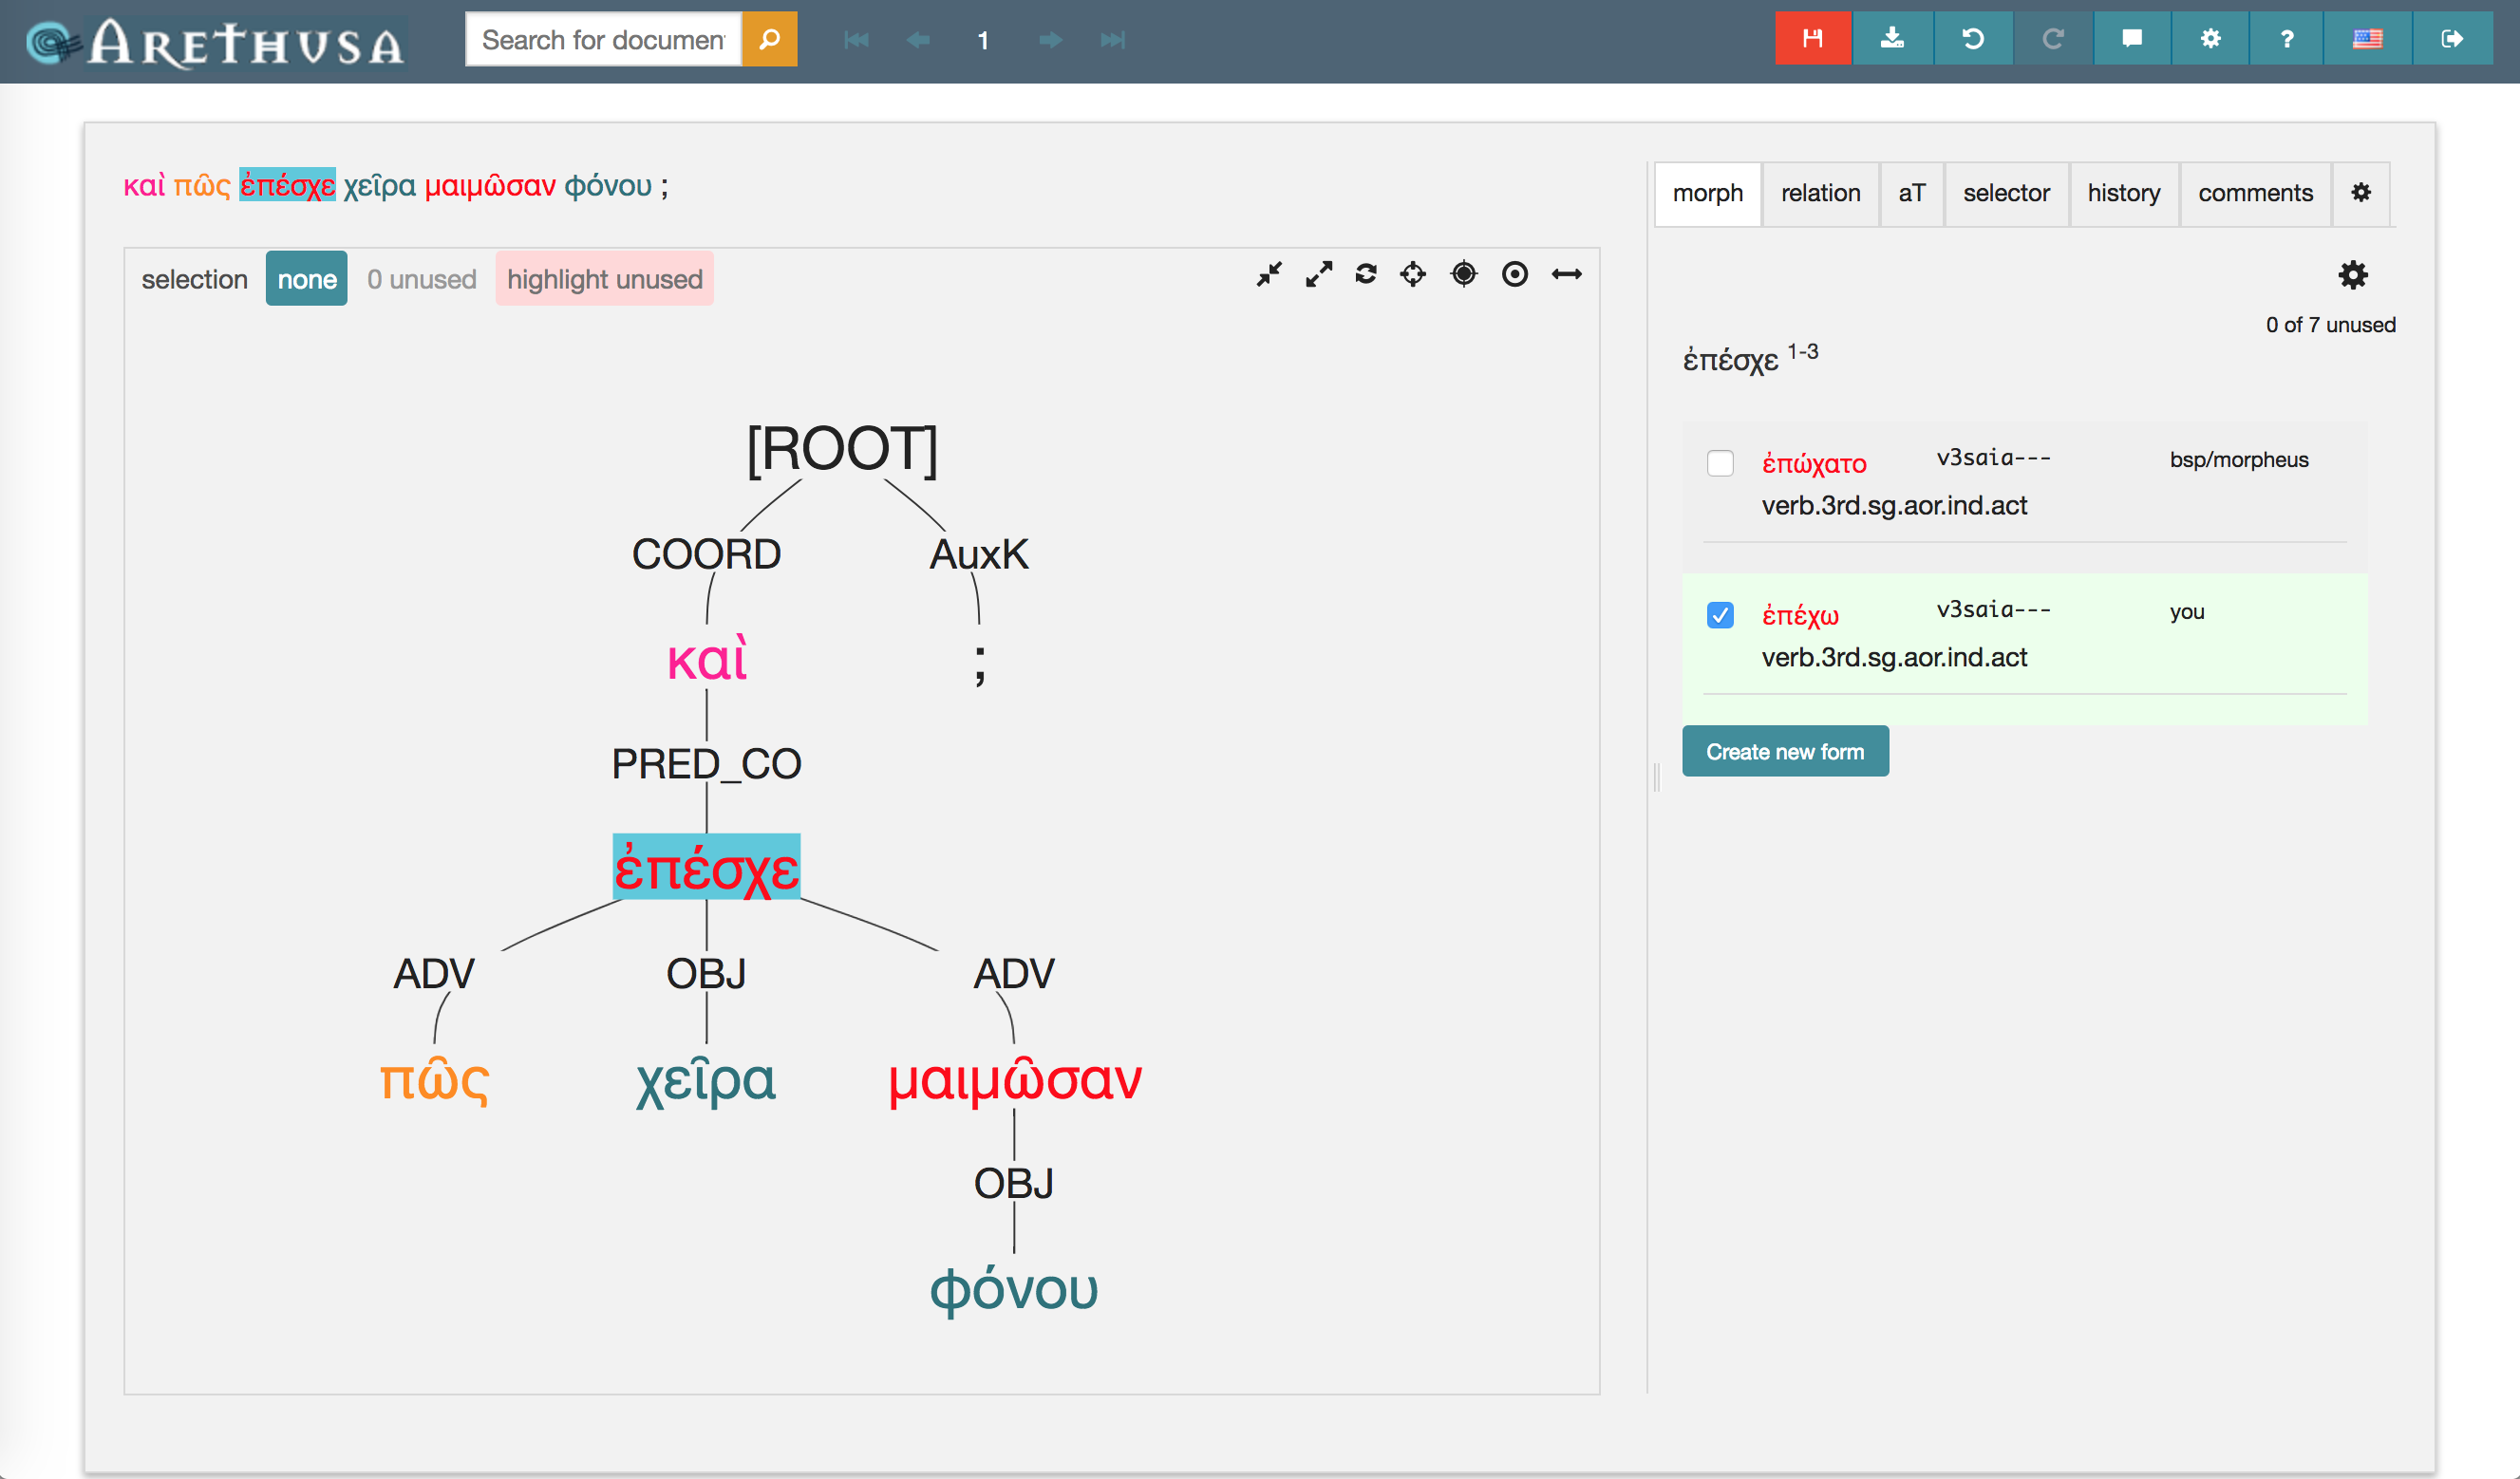 ARETHUSA
Search for documen
1
καὶ πῶς ἐπέσχε χεῖρα μαιμῶσαν φόνου ;
selection none 0 unused highlight unused
[ROOT]
COORD AuxK
καὶ ;
PRED_CO
ἐπέσχε
ADV OBJ ADV
πῶς χεῖρα μαιμῶσαν
OBJ
φόνου
morph relation aT selector history comments
0 of 7 unused
ἐπέσχε 1-3
ἐπώχατο v3saia--- bsp/morpheus
verb.3rd.sg.aor.ind.act
ἐπέχω v3saia--- you
verb.3rd.sg.aor.ind.act
Create new form